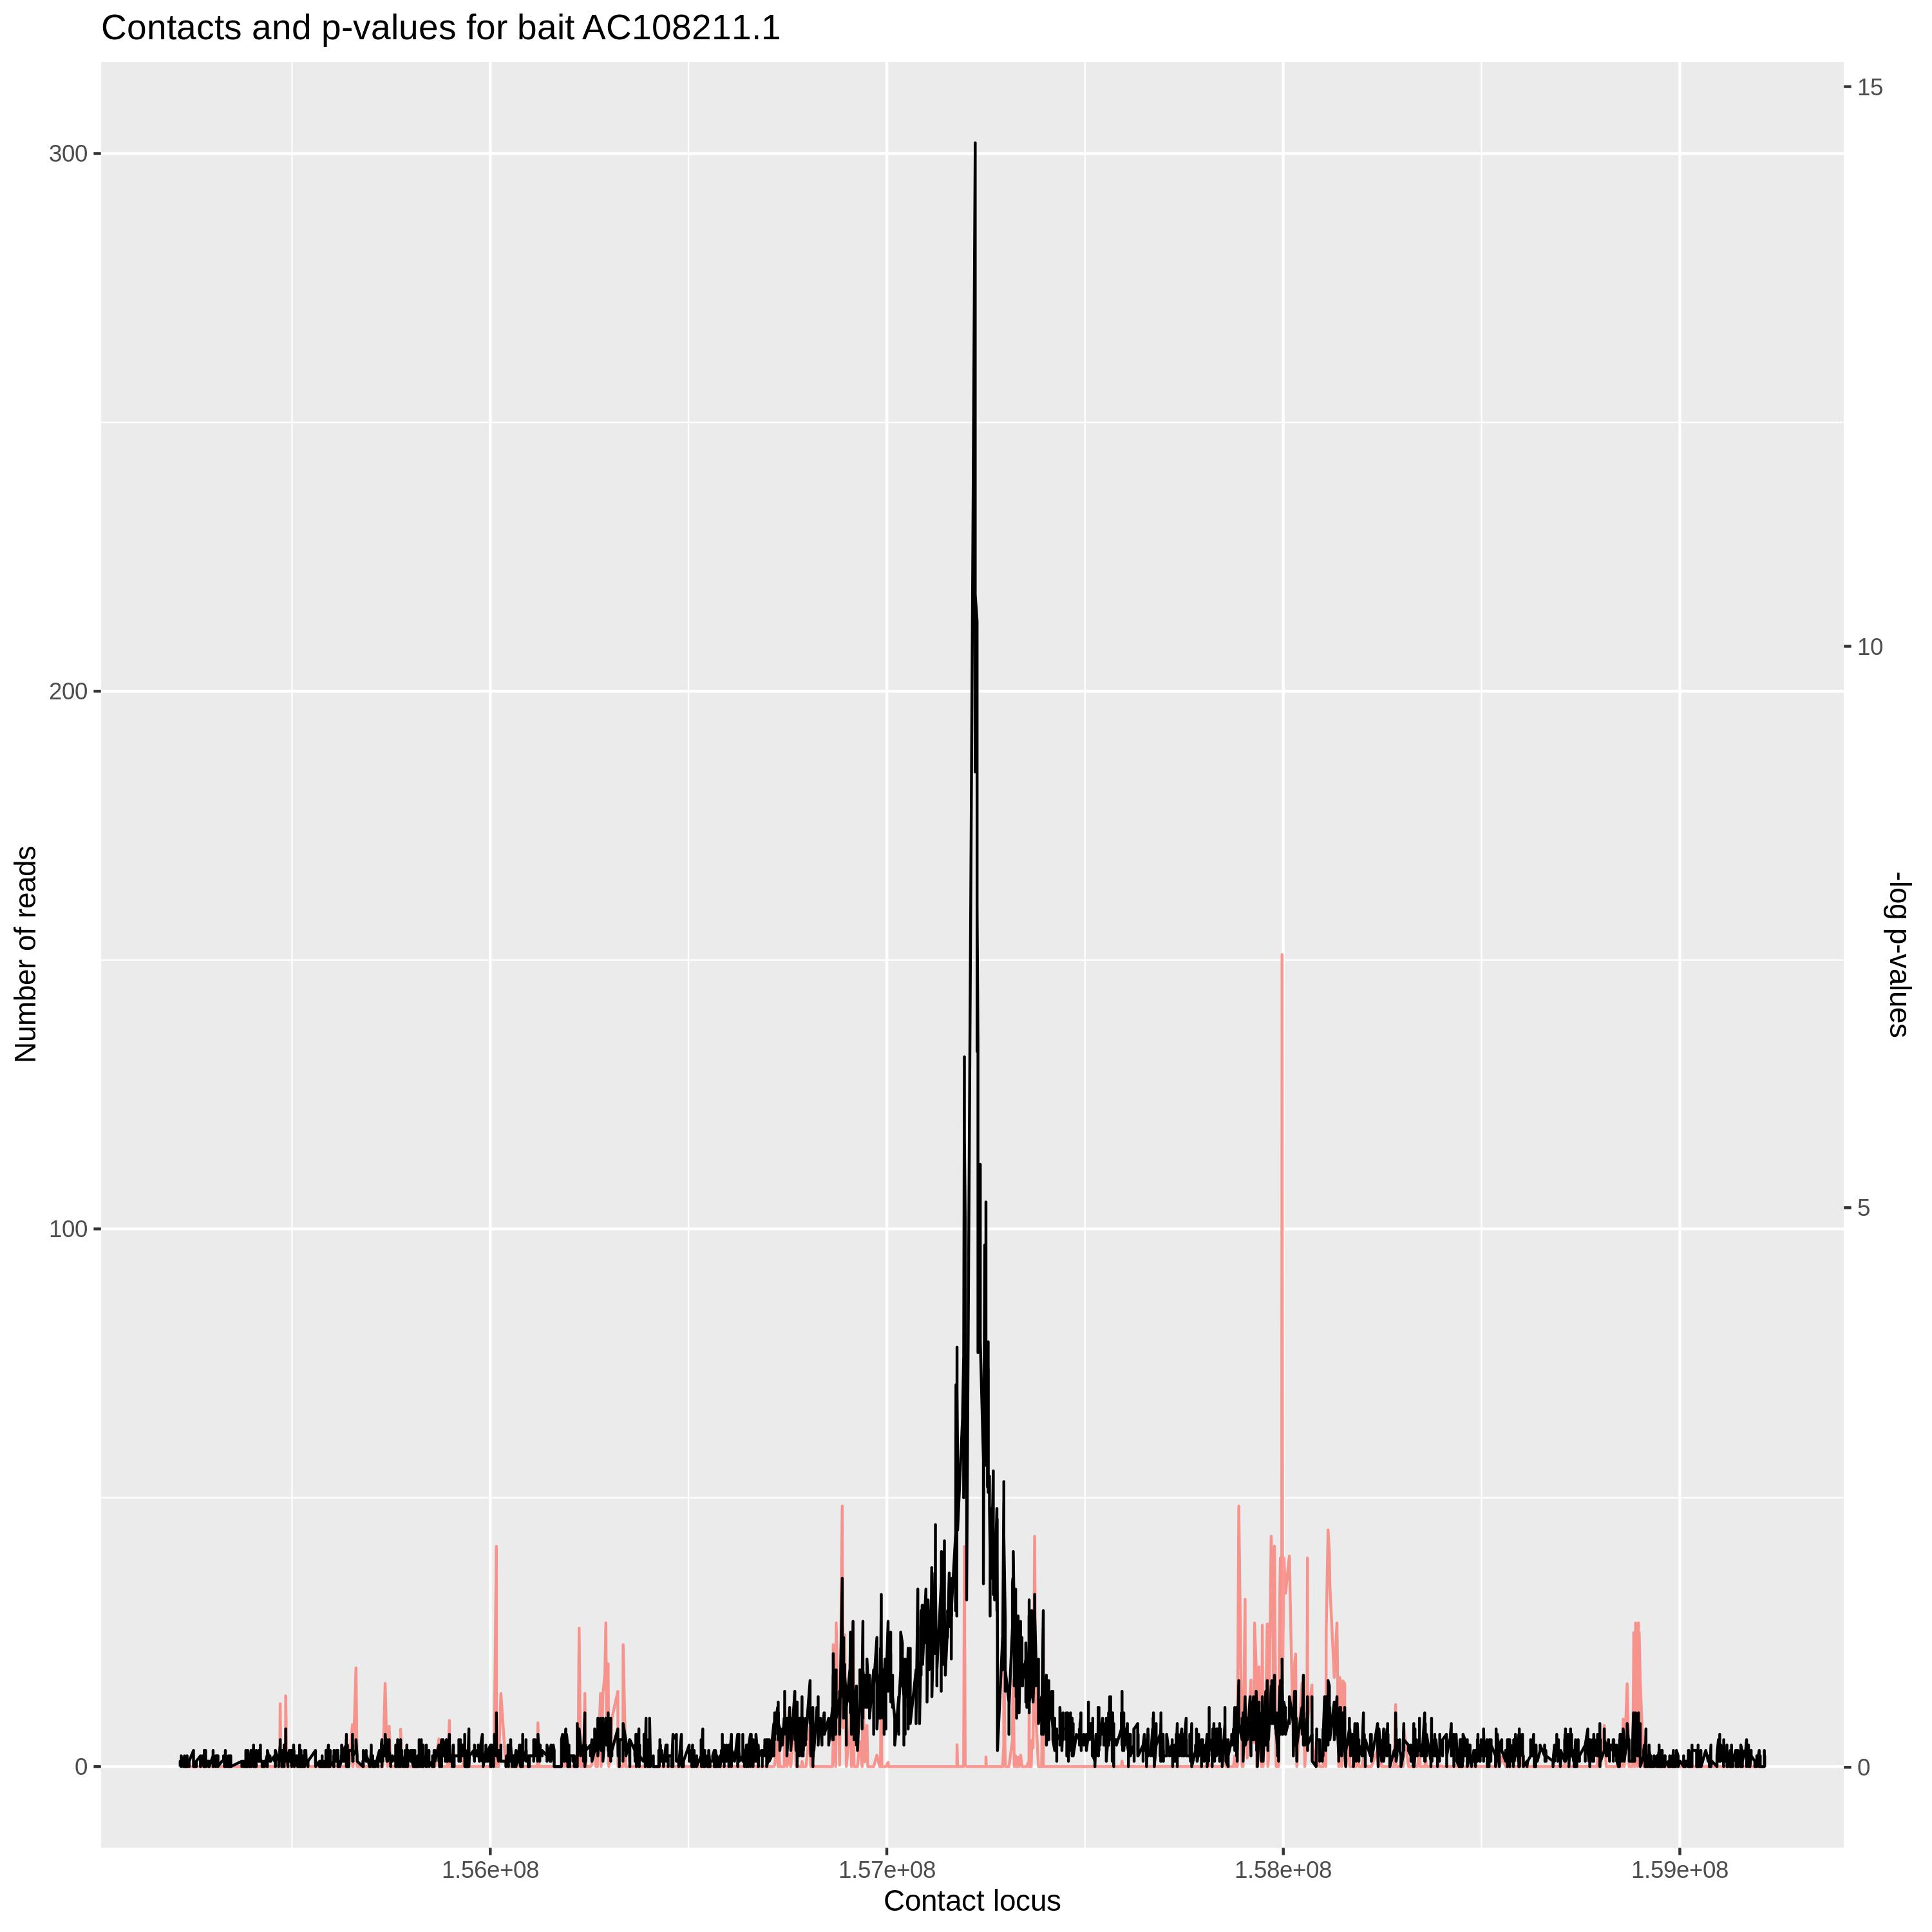 Contacts and p-values for bait AC108211.1
15
300
10
200
Number of reads
-log p-values
5
100
0
0
1.56e+08
1.57e+08
1.58e+08
1.59e+08
Contact locus